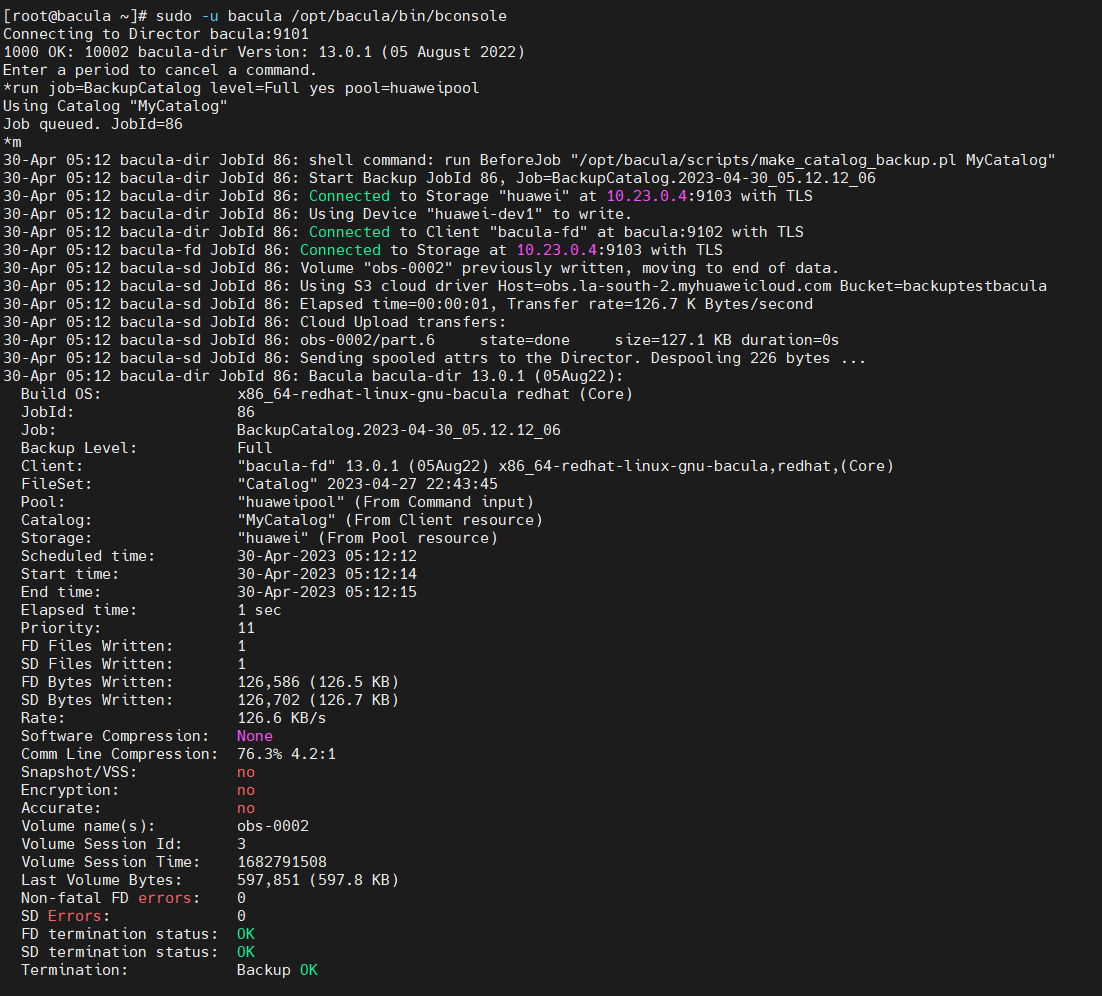 [root@bacula ~]# sudo -u bacula /opt/bacula/bin/bconsole
Connecting to Director bacula:9101
1000 OK: 10002 bacula-dir Version: 13.0.1 (05 August 2022)
Enter a period to cancel a command.
*run job=BackupCatalog level=Full yes pool=huaweipool
Using Catalog "MyCatalog"
Job queued. JobId=86
*m
30-Apr 05:12 bacula-dir JobId 86: shell command: run BeforeJob "/opt/bacula/scripts/make_catalog_backup.pl MyCatalog"
30-Apr 05:12 bacula-dir JobId 86: Start Backup JobId 86, Job=BackupCatalog.2023-04-30_05.12.12_06
30-Apr 05:12 bacula-dir JobId 86: Connected to Storage "huawei" at 10.23.0.4:9103 with TLS
30-Apr 05:12 bacula-dir JobId 86: Using Device "huawei-dev1" to write.
30-Apr 05:12 bacula-dir JobId 86: Connected to Client "bacula-fd" at bacula:9102 with TLS
30-Apr 05:12 bacula-fd JobId 86: Connected to Storage at 10.23.0.4:9103 with TLS
30-Apr 05:12 bacula-sd JobId 86: Volume "obs-0002" previously written, moving to end of data.
30-Apr 05:12 bacula-sd JobId 86: Using S3 cloud driver Host=obs.la-south-2.myhuaweicloud.com Bucket=backuptestbacula
30-Apr 05:12 bacula-sd JobId 86: Elapsed time=00:00:01, Transfer rate=126.7 K Bytes/second
30-Apr 05:12 bacula-sd JobId 86: Cloud Upload transfers:
30-Apr 05:12 bacula-sd JobId 86: obs-0002/part.6     state=done     size=127.1 KB duration=0s
30-Apr 05:12 bacula-sd JobId 86: Sending spooled attrs to the Director. Despooling 226 bytes ...
30-Apr 05:12 bacula-dir JobId 86: Bacula bacula-dir 13.0.1 (05Aug22):
  Build OS:               x86_64-redhat-linux-gnu-bacula redhat (Core)
  JobId:                  86
  Job:                    BackupCatalog.2023-04-30_05.12.12_06
  Backup Level:           Full
  Client:                 "bacula-fd" 13.0.1 (05Aug22) x86_64-redhat-linux-gnu-bacula,redhat,(Core)
  FileSet:                "Catalog" 2023-04-27 22:43:45
  Pool:                   "huaweipool" (From Command input)
  Catalog:                "MyCatalog" (From Client resource)
  Storage:                "huawei" (From Pool resource)
  Scheduled time:         30-Apr-2023 05:12:12
  Start time:             30-Apr-2023 05:12:14
  End time:               30-Apr-2023 05:12:15
  Elapsed time:           1 sec
  Priority:               11
  FD Files Written:       1
  SD Files Written:       1
  FD Bytes Written:       126,586 (126.5 KB)
  SD Bytes Written:       126,702 (126.7 KB)
  Rate:                   126.6 KB/s
  Software Compression:   None
  Comm Line Compression:  76.3% 4.2:1
  Snapshot/VSS:           no
  Encryption:             no
  Accurate:               no
  Volume name(s):         obs-0002
  Volume Session Id:      3
  Volume Session Time:    1682791508
  Last Volume Bytes:      597,851 (597.8 KB)
  Non-fatal FD errors:    0
  SD Errors:              0
  FD termination status:  OK
  SD termination status:  OK
  Termination:            Backup OK